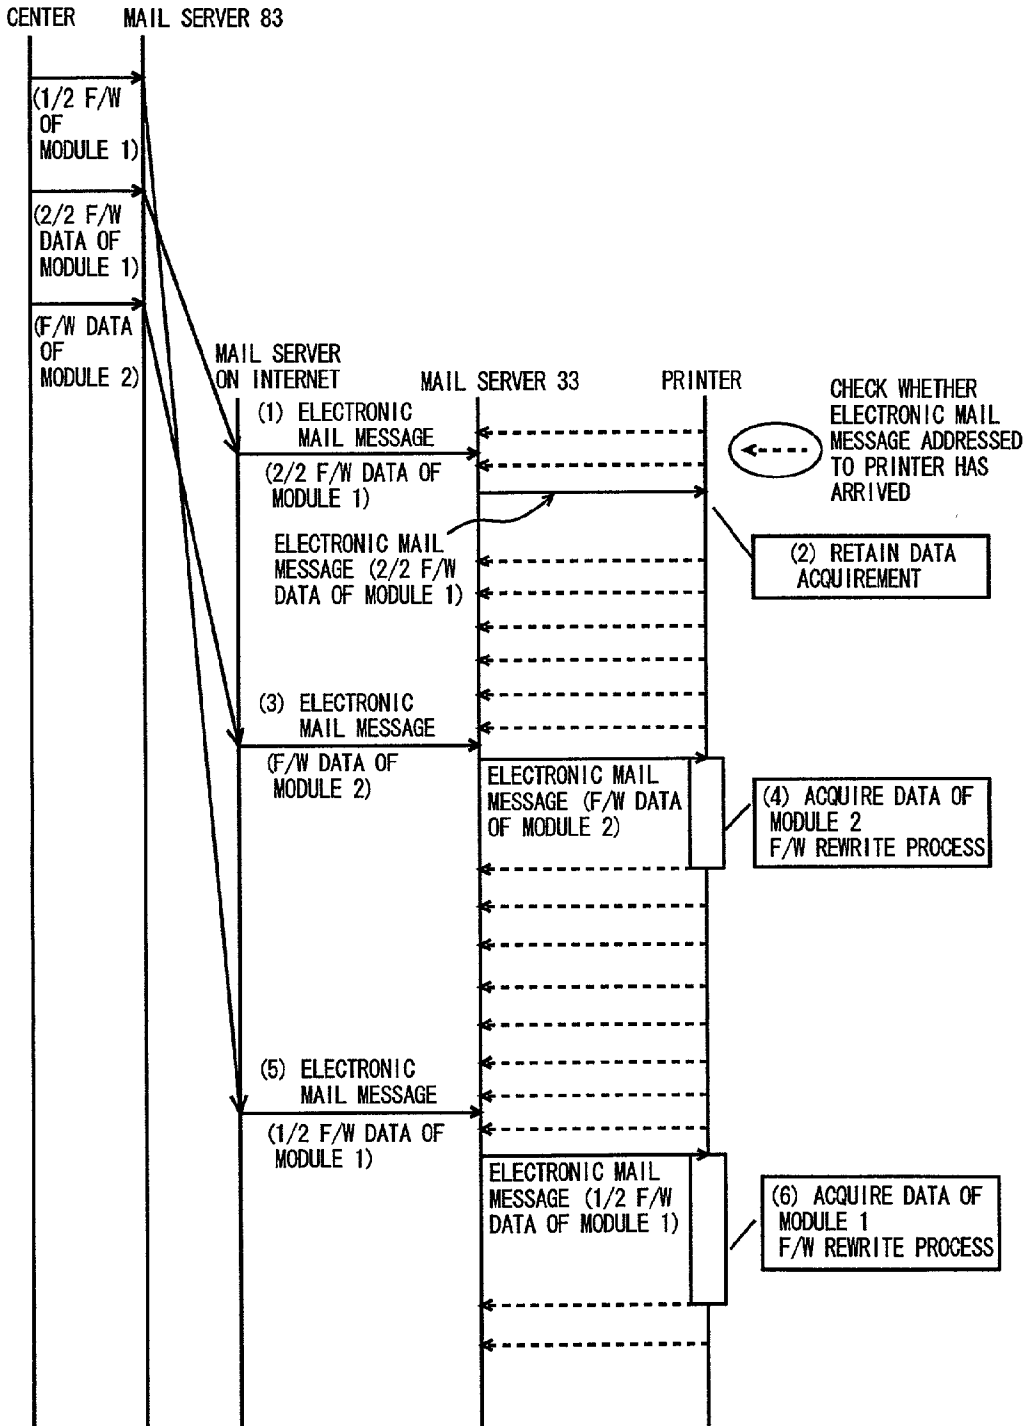 CENTER
MAIL SERVER 83
(1/2 F/W
OF
MODULE 1)
(2/2 F/W
DATA OF
MODULE 1)
(F/W DATA
OF
MODULE 2)
MAIL SERVER
ON INTERNET
MAIL SERVER 33
PRINTER
CHECK WHETHER
ELECTRONIC MAIL
MESSAGE ADDRESSED
TO PRINTER HAS
ARRIVED
(1) ELECTRONIC
MAIL MESSAGE
(2/2 F/W DATA OF
MODULE 1)
ELECTRONIC MAIL
MESSAGE (2/2 F/W
DATA OF MODULE 1)
(2) RETAIN DATA
ACQUIREMENT
(3) ELECTRONIC
MAIL MESSAGE
(F/W DATA OF
MODULE 2)
ELECTRONIC MAIL
MESSAGE (F/W DATA
OF MODULE 2)
(4) ACQUIRE DATA OF
MODULE 2
F/W REWRITE PROCESS
(5) ELECTRONIC
MAIL MESSAGE
(1/2 F/W DATA OF
MODULE 1)
ELECTRONIC MAIL
MESSAGE (1/2 F/W
DATA OF MODULE 1)
(6) ACQUIRE DATA OF
MODULE 1
F/W REWRITE PROCESS